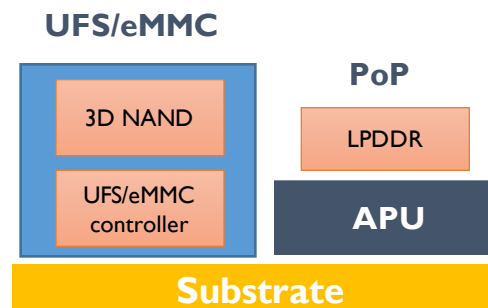 UFS/eMMC
3D NAND
UFS/eMMC
controller
PoP
LPDDR
APU
Substrate